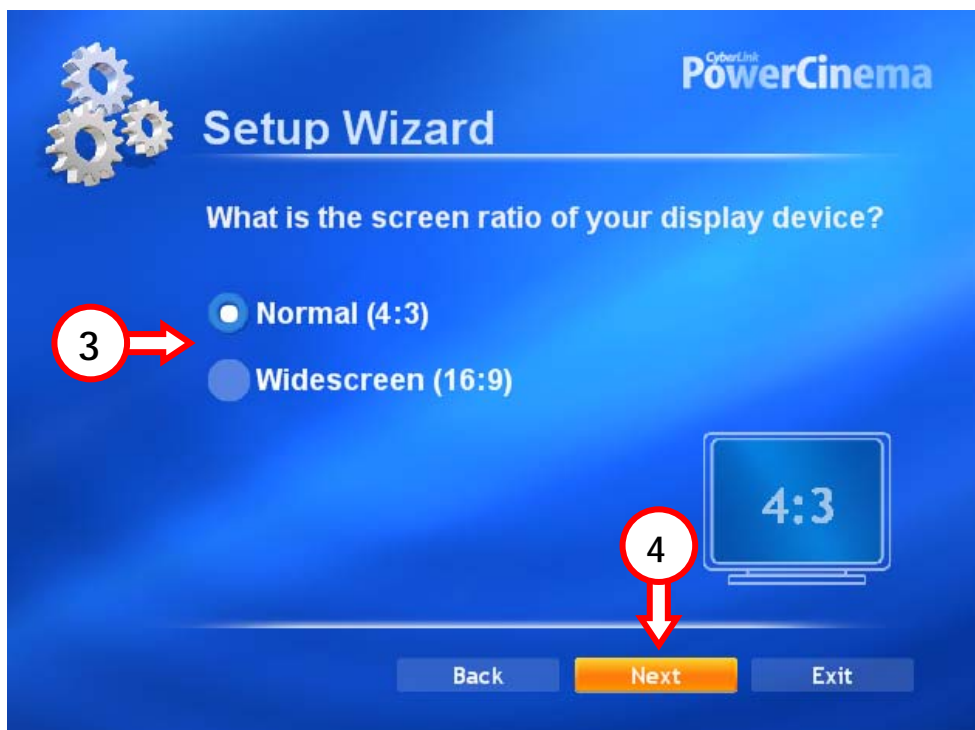 CyberLink
PowerCinema
Setup Wizard
What is the screen ratio of your display device?
Normal (4:3)
3
Widescreen (16:9)
4:3
4
Back Next Exit